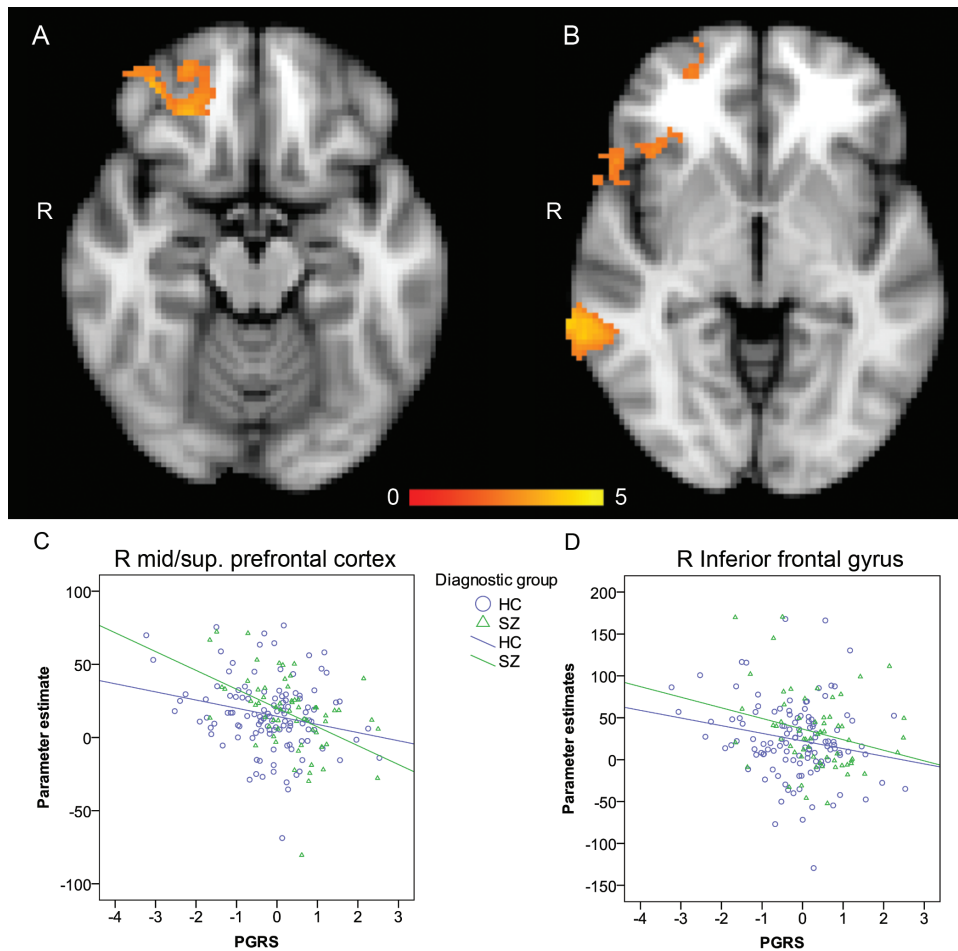 A
B
R
R
0
5
C
R mid/sup. prefrontal cortex
100
50
0
-50
-100
Parameter estimate
-4 -3 -2 -1 0 1 2 3
PGRS
Diagnostic group
HC
SZ
HC
SZ
D
R Inferior frontal gyrus
200
150
100
50
0
-50
-100
-150
Parameter estimates
-4 -3 -2 -1 0 1 2 3
PGRS